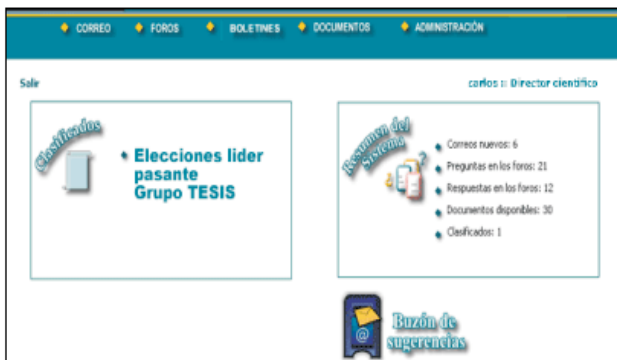 CORREO FOROS BOLETINES DOCUMENTOS ADMINISTRACIÓN
Salir
carlos :: Director científico
Clasificados
Elecciones lider
pasante
Grupo TESIS
Resumen del
Sistema
Correos nuevos: 6
Preguntas en los foros: 21
Respuestas en los foros: 12
Documentos disponibles: 30
Clasificados: 1
Buzón de
sugerencias